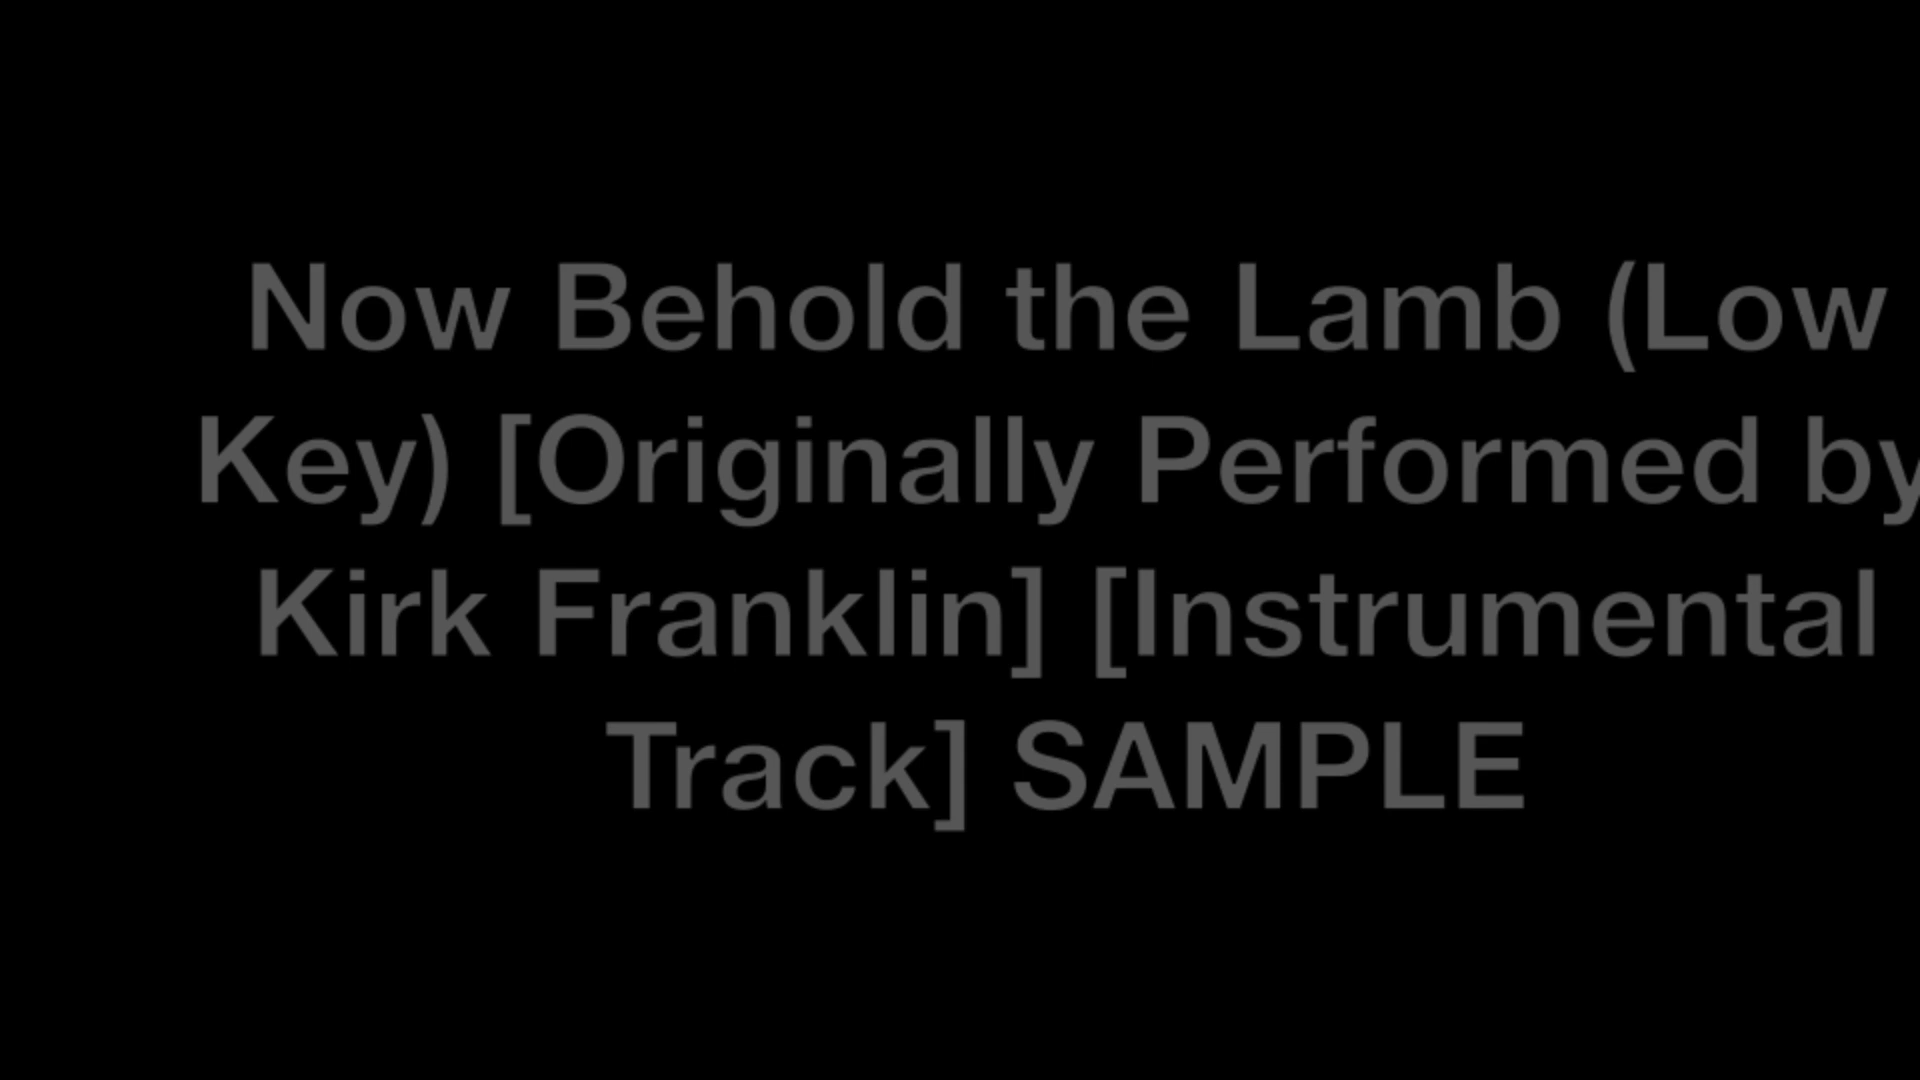 Now Behold the Lamb (Low
Key) [Originally Performed by
Kirk Franklin] [Instrumental
Track] SAMPLE